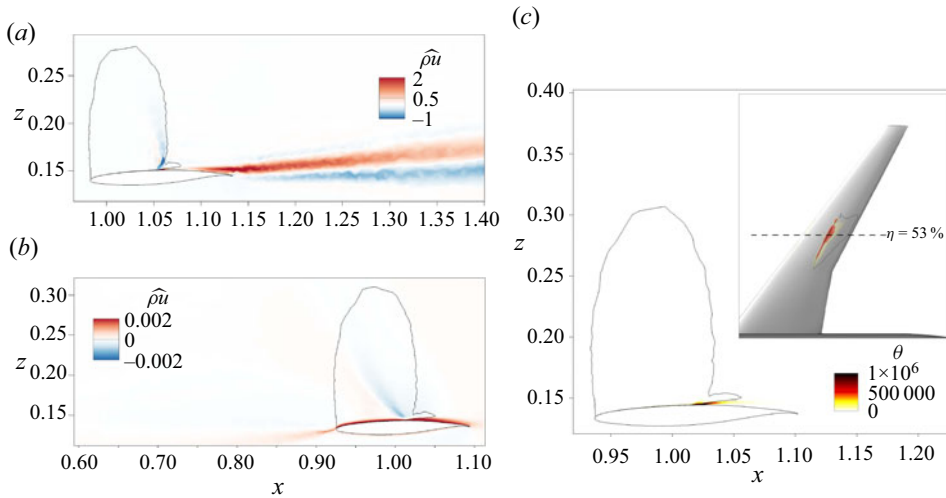 (a)
0.25
z 0.20
0.15
\widehat{ρu}
2
0.5
−1
1.00 1.05 1.10 1.15 1.20 1.25 1.30 1.35 1.40
(b)
0.30
z
0.15
\widehat{ρu}
0.002
0
−0.002
0.60 0.70 0.80 0.90 1.00 1.10
x
(c)
0.40
0.35
0.30
z
0.25
0.20
0.15
η = 53 %
θ
1×10⁶
500 000
0
0.95 1.00 1.05 1.10 1.15 1.20
x